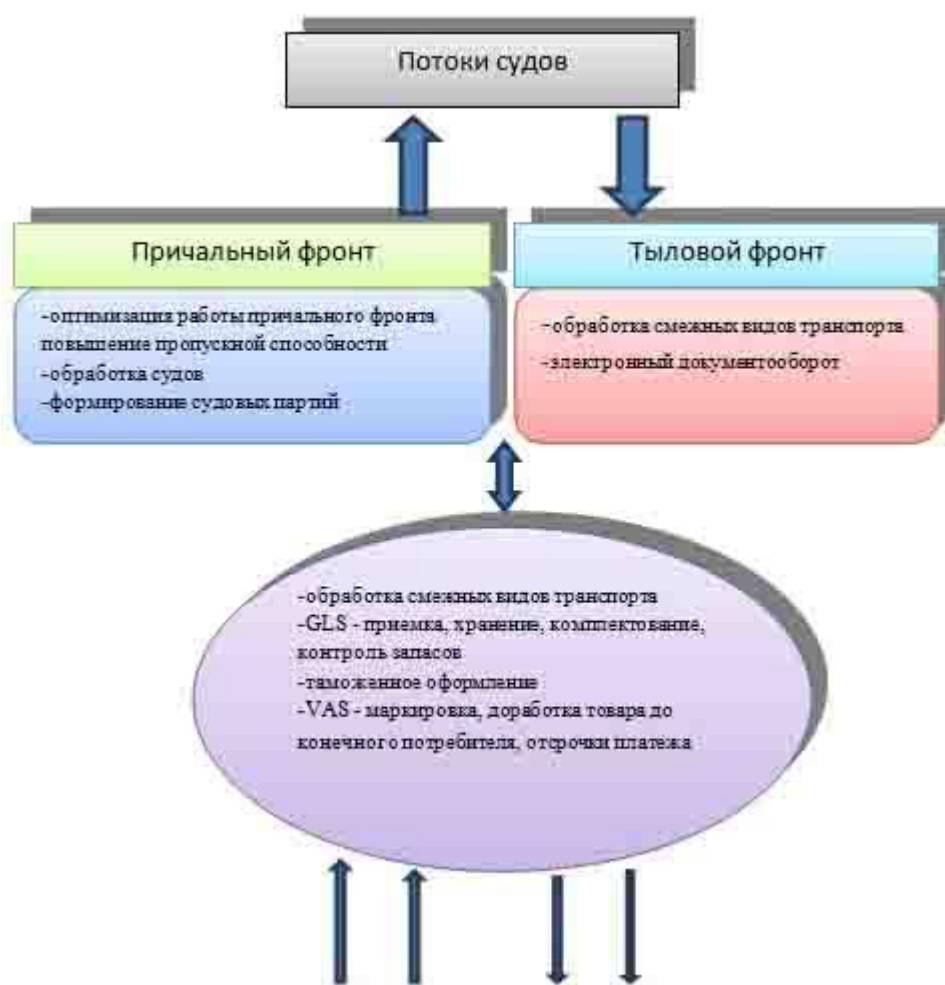 Потоки судов
Причальный фронт
-оптимизация работы причального фронта
повышение пропускной способности
-обработка судов
-формирование судовых партий
Тыловой фронт
-обработка смежных видов транспорта
-электронный документооборот
-обработка смежных видов транспорта
-GLS - приемка, хранение, комплектование,
контроль запасов
-таможенное оформление
-VAS - маркировка, доработка товара до
конечного потребителя, отсрочки платежа